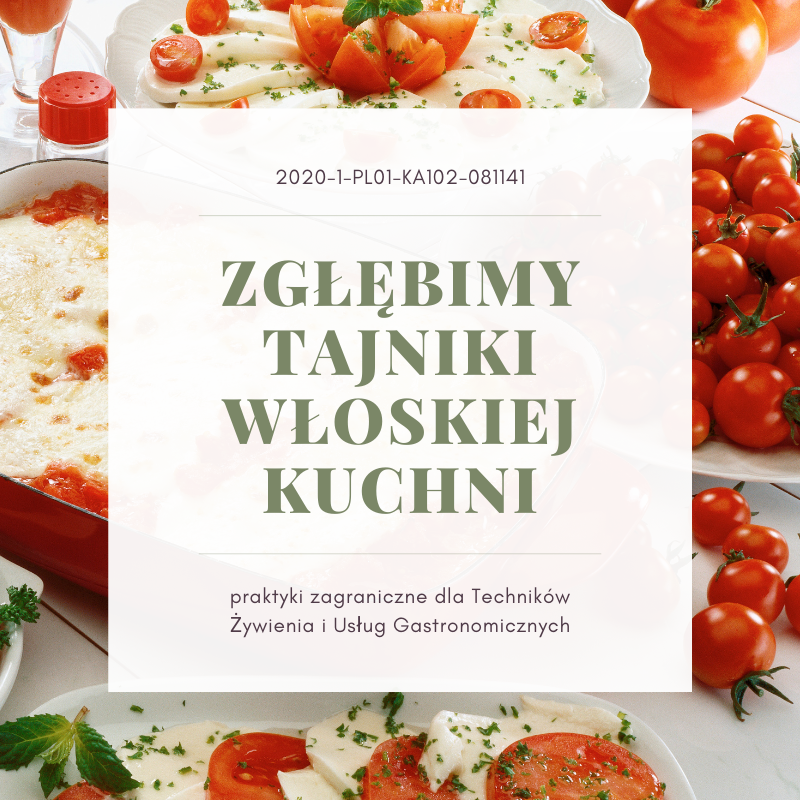 2020-1-PL01-KA102-081141
ZGŁĘBIMY
TAJNIKI
WŁOSKIEJ
KUCHNI
praktyki zagraniczne dla Techników
Żywienia i Usług Gastronomicznych